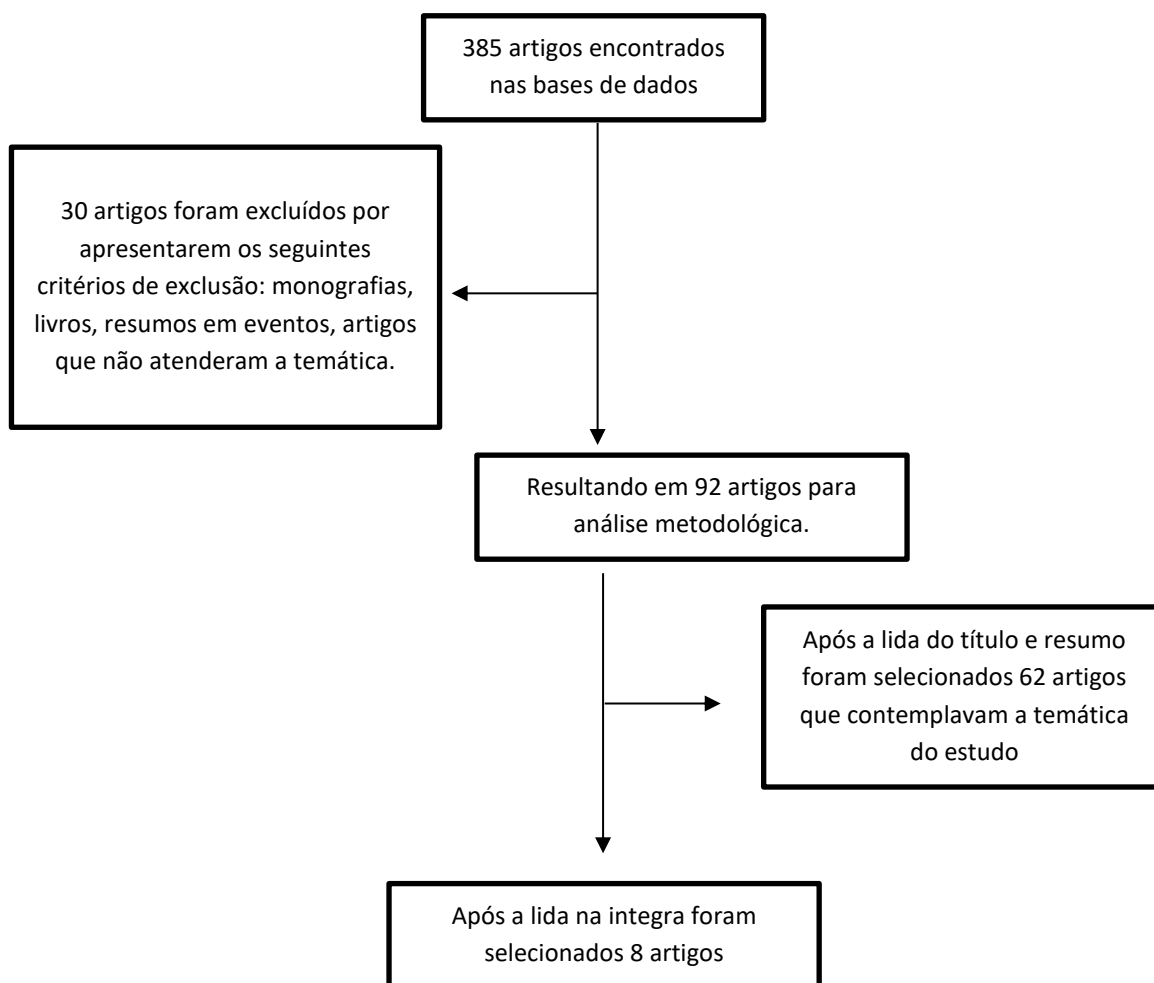 385 artigos encontrados
nas bases de dados
30 artigos foram excluídos por
apresentarem os seguintes
critérios de exclusão: monografias,
livros, resumos em eventos, artigos
que não atenderam a temática.
Resultando em 92 artigos para
análise metodológica.
Após a lida do título e resumo
foram selecionados 62 artigos
que contemplavam a temática
do estudo
Após a lida na integra foram
selecionados 8 artigos